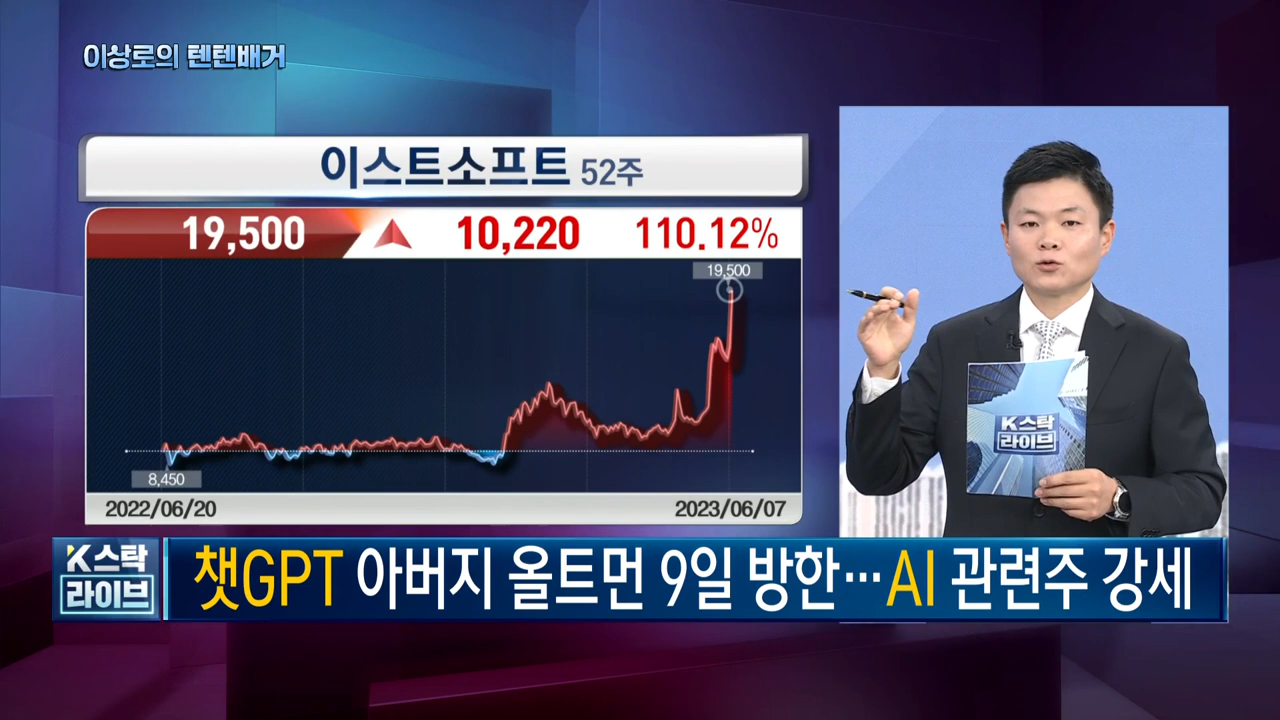 이상로의 텐텐배거
이스트소프트 52주
19,500 ▲ 10,220 110.12%
19,500
8,450
2022/06/20 2023/06/07
K스탁
라이브
K스탁
라이브
챗GPT 아버지 올트먼 9일 방한…AI 관련주 강세